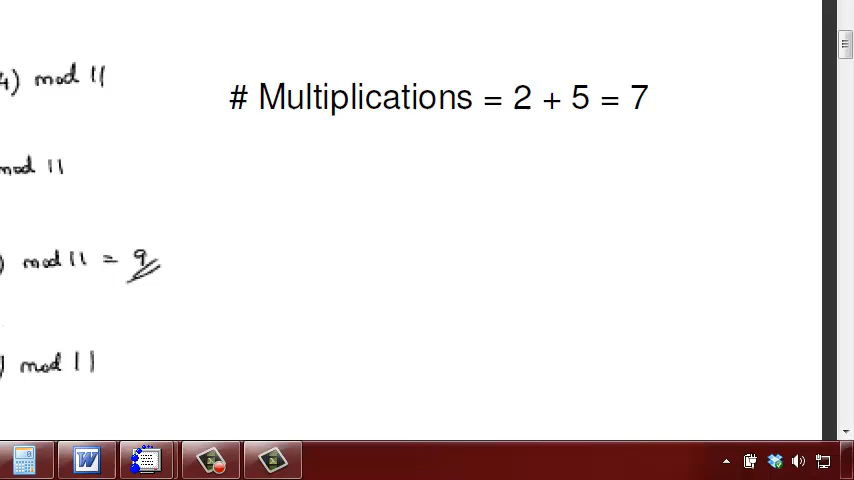 4) mod 11
# Multiplications = 2 + 5 = 7
mod 11
) mod 11 = 9
) mod 11